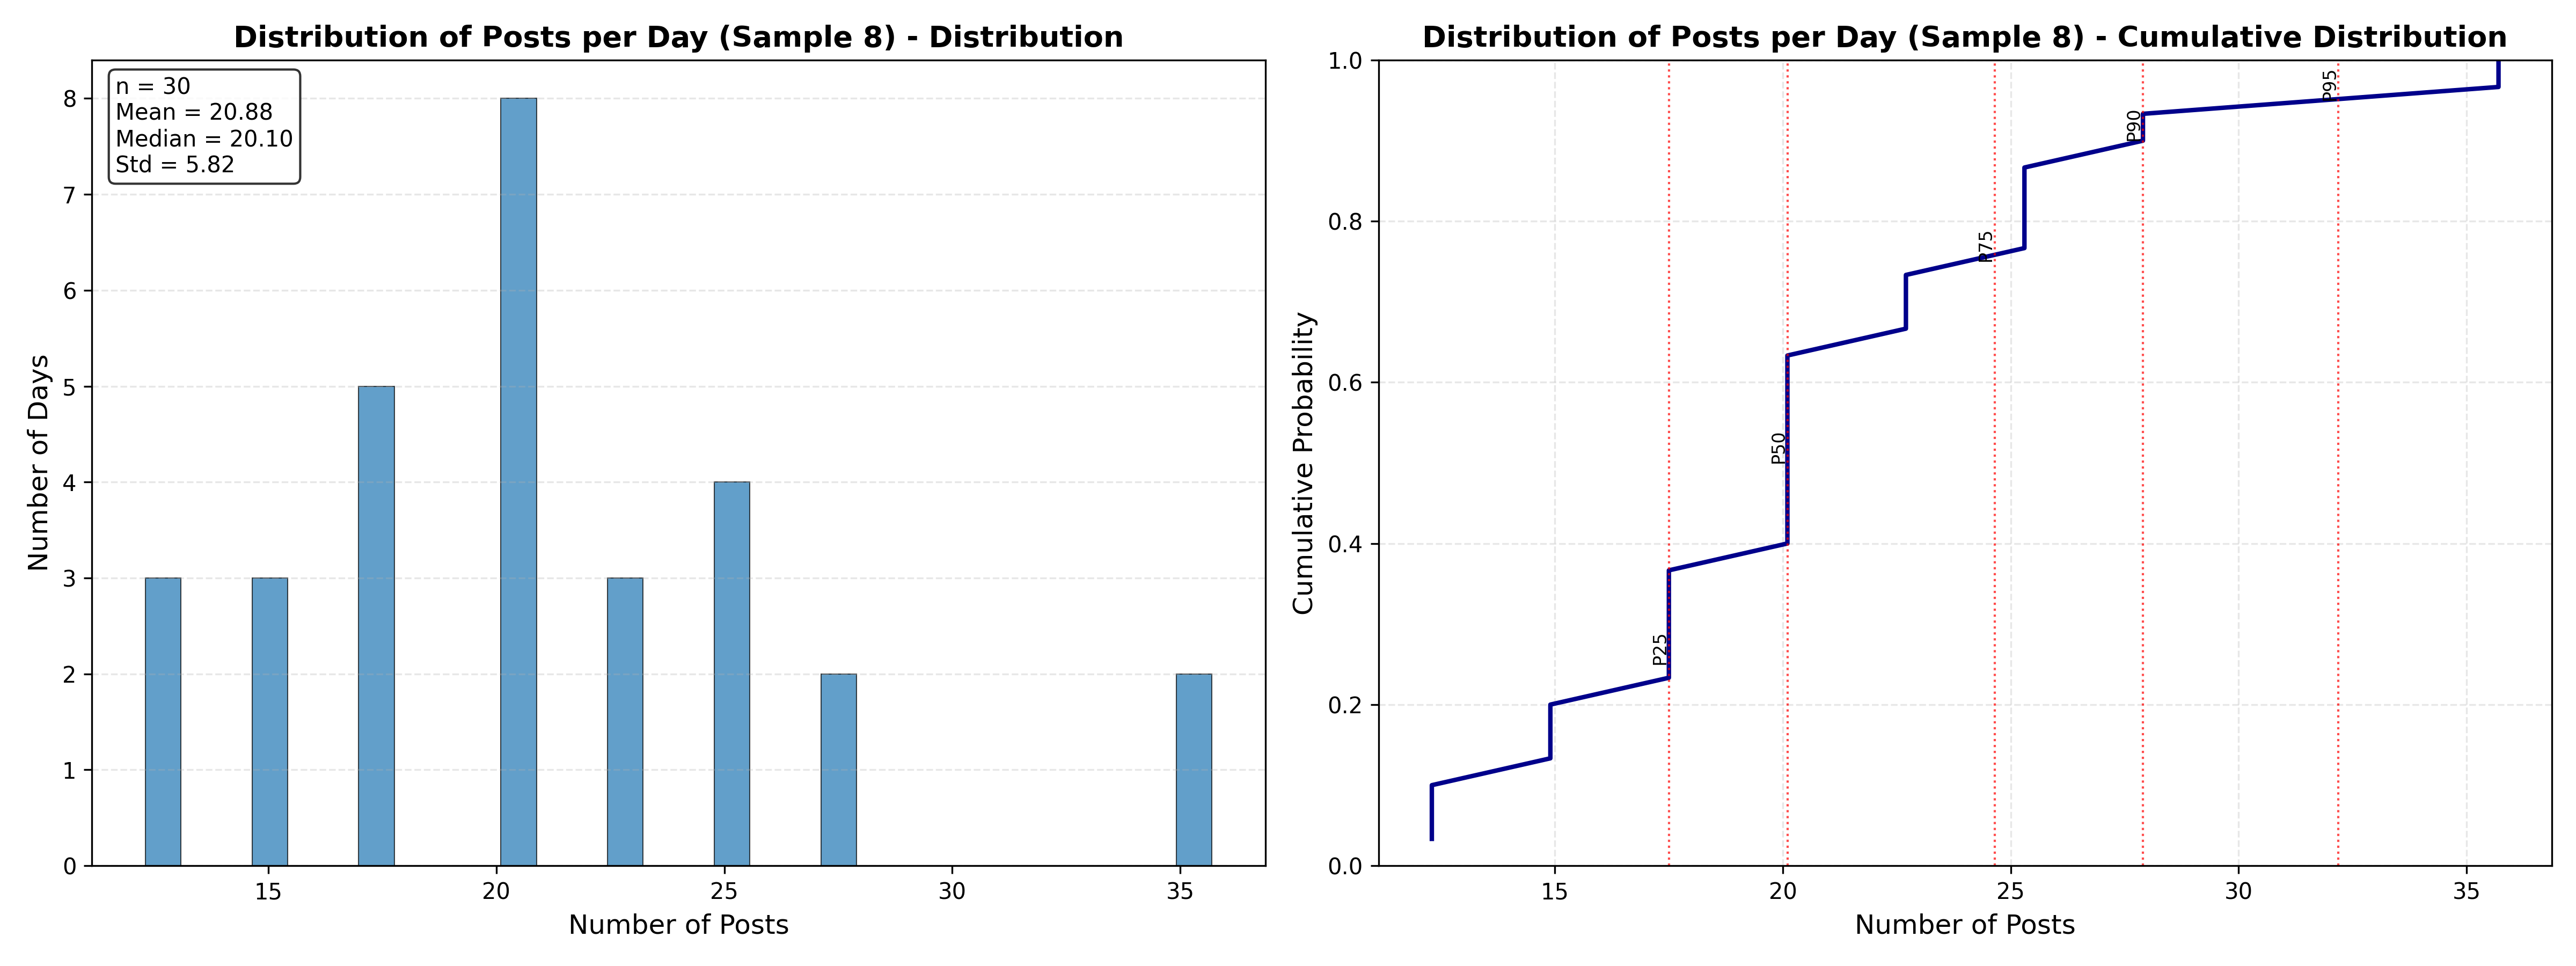 Distribution of Posts per Day (Sample 8) - Distribution
n = 30
Mean = 20.88
Median = 20.10
Std = 5.82
8
7
6
5
4
3
2
1
0
Number of Days
15
20
25
30
35
Number of Posts
Distribution of Posts per Day (Sample 8) - Cumulative Distribution
1.0
0.8
0.6
0.4
0.2
0.0
Cumulative Probability
P25
P50
P75
P90
P95
15
20
25
30
35
Number of Posts